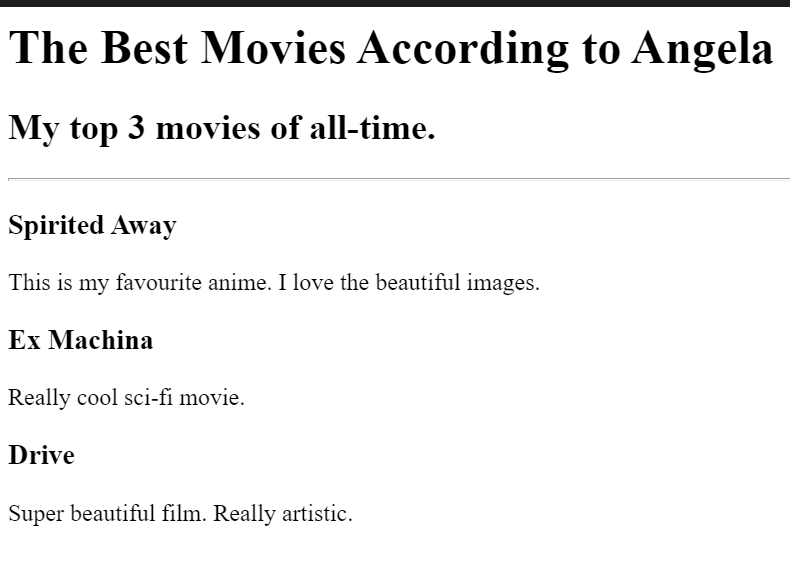 The Best Movies According to Angela
My top 3 movies of all-time.
Spirited Away
This is my favourite anime. I love the beautiful images.
Ex Machina
Really cool sci-fi movie.
Drive
Super beautiful film. Really artistic.